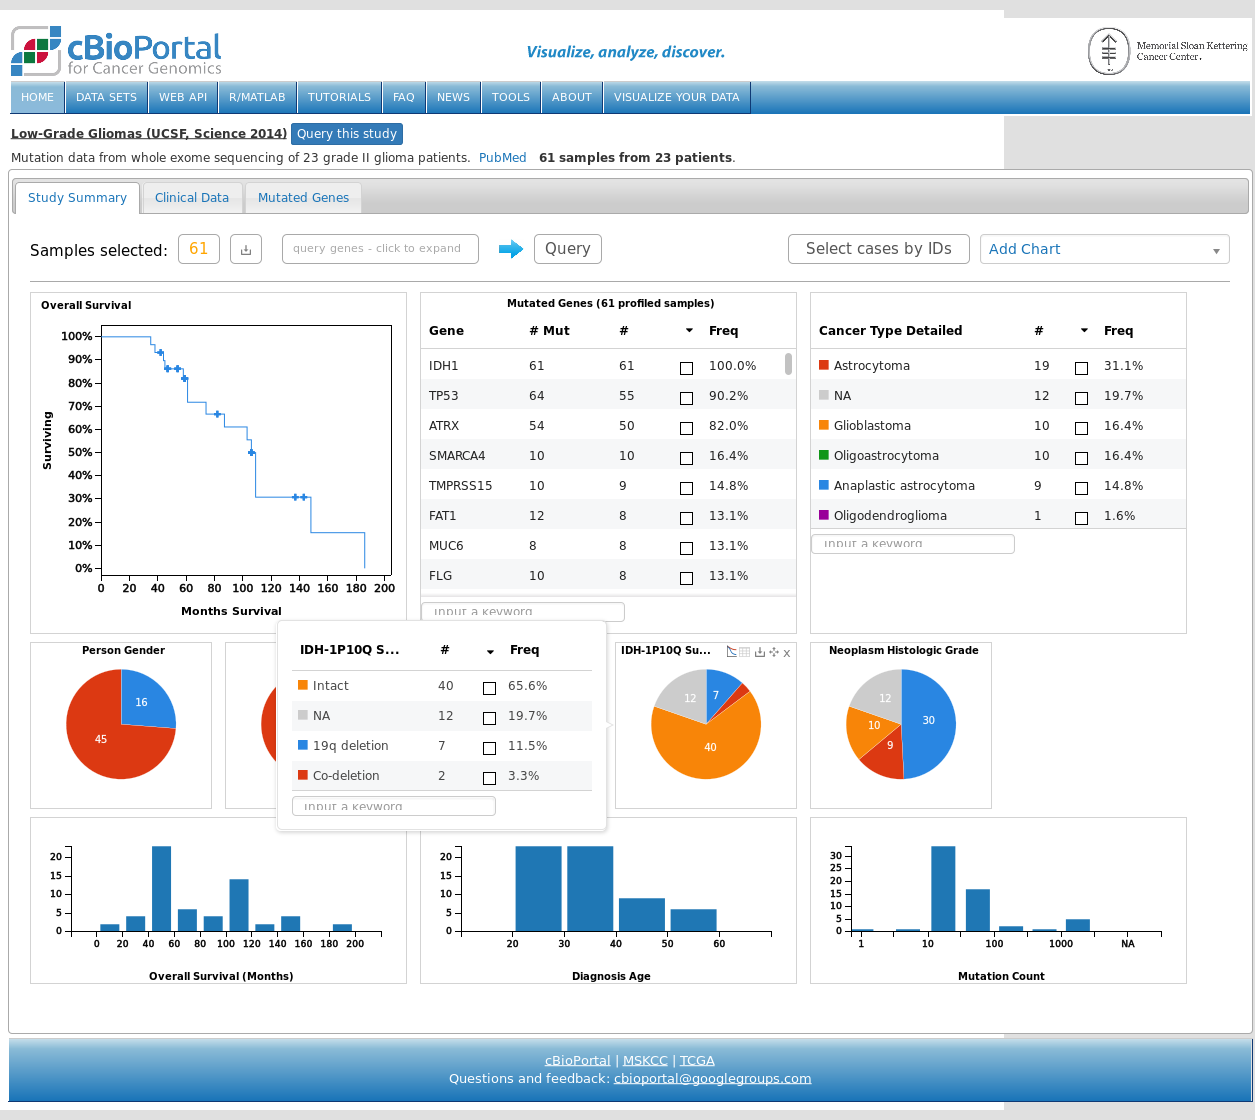 cBioPortal
for Cancer Genomics
Visualize, analyze, discover.
Memorial Sloan Kettering
Cancer Center.
HOME DATA SETS WEB API R/MATLAB TUTORIALS FAQ NEWS TOOLS ABOUT VISUALIZE YOUR DATA
Low-Grade Gliomas (UCSF, Science 2014) Query this study
Mutation data from whole exome sequencing of 23 grade II glioma patients. PubMed 61 samples from 23 patients.
Study Summary Clinical Data Mutated Genes
Samples selected: 61 query genes - click to expand Query Select cases by IDs Add Chart
Overall Survival
100%
90%
80%
70%
60%
50%
40%
30%
20%
10%
0%
Surviving
0 20 40 60 80 100 120 140 160 180 200
Months Survival
Mutated Genes (61 profiled samples)
Gene # Mut # Freq
IDH1 61 61 100.0%
TP53 64 55 90.2%
ATRX 54 50 82.0%
SMARCA4 10 10 16.4%
TMPRSS15 10 9 14.8%
FAT1 12 8 13.1%
MUC6 8 8 13.1%
FLG 10 8 13.1%
Input a keyword
Cancer Type Detailed # Freq
Astrocytoma 19 31.1%
NA 12 19.7%
Glioblastoma 10 16.4%
Oligoastrocytoma 10 16.4%
Anaplastic astrocytoma 9 14.8%
Oligodendroglioma 1 1.6%
Input a keyword
Person Gender
16
45
IDH-1P10Q S... # Freq
Intact 40 65.6%
NA 12 19.7%
19q deletion 7 11.5%
Co-deletion 2 3.3%
Input a keyword
IDH-1P10Q Su... x
12 7
40
Neoplasm Histologic Grade
12
30
10
9
20
15
10
5
0
0 20 40 60 80 100 120 140 160 180 200
Overall Survival (Months)
20
15
10
5
0
20 30 40 50 60
Diagnosis Age
30
25
20
15
10
5
0
1 10 100 1000 NA
Mutation Count
cBioPortal | MSKCC | TCGA
Questions and feedback: cbioportal@googlegroups.com